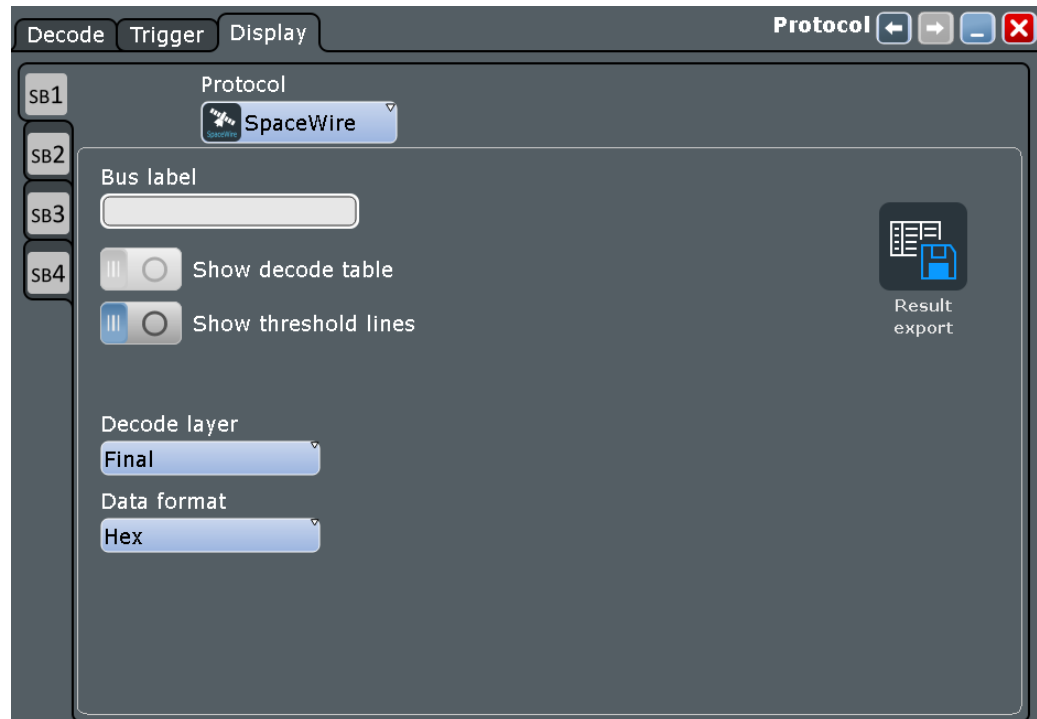 Decode Trigger Display Protocol
SB1
SB2
SB3
SB4
Protocol
SpaceWire SpaceWire
Bus label
Show decode table
Show threshold lines
Result
export
Decode layer
Final
Data format
Hex